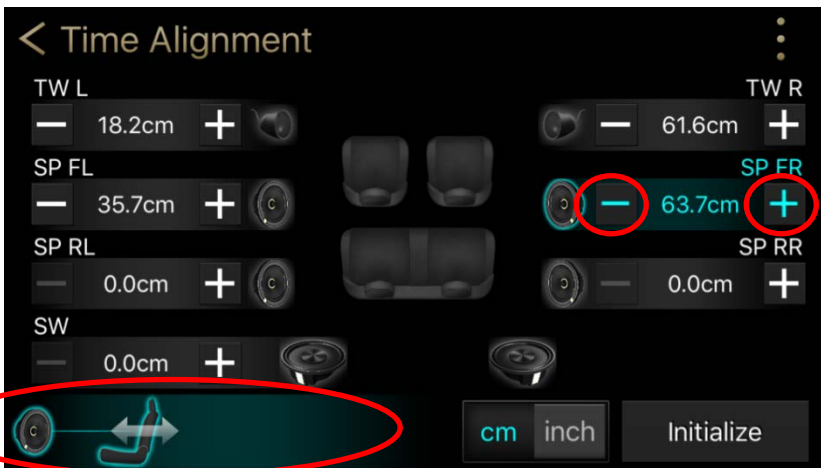 < Time Alignment
TW L
− 18.2cm +
TW R
− 61.6cm +
SP FL
− 35.7cm +
SP FR
− 63.7cm +
SP RL
− 0.0cm +
SP RR
− 0.0cm +
SW
− 0.0cm +
cm inch
Initialize